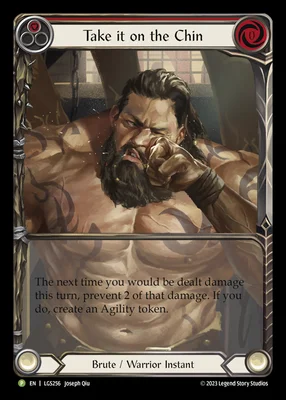 Take it on the Chin
The next time you would be dealt damage
this turn, prevent 2 of that damage. If you
do, create an Agility token.
Brute / Warrior Instant
P EN | LGS256 Joseph Qiu © 2023 Legend Story Studios